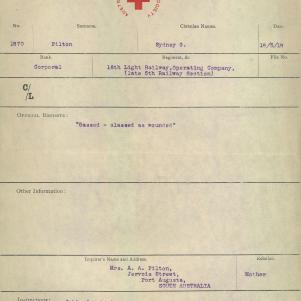 No. Surname. Christian Names. Date.
1870 Pilton Sydney G. 16/5/18
Rank Regiment, &c File No.
Corporal 16th Light Railway,Operating Company,
(late 5th Railway Section)
C/
/L
Official Reports:
"Gassed - classed as wounded"
Other Information:
Inquirer's Name and Address. Relation.
Mrs. A. A. Pilton, Mother
Jervois Street,
Port Augusta,
SOUTH AUSTRALIA